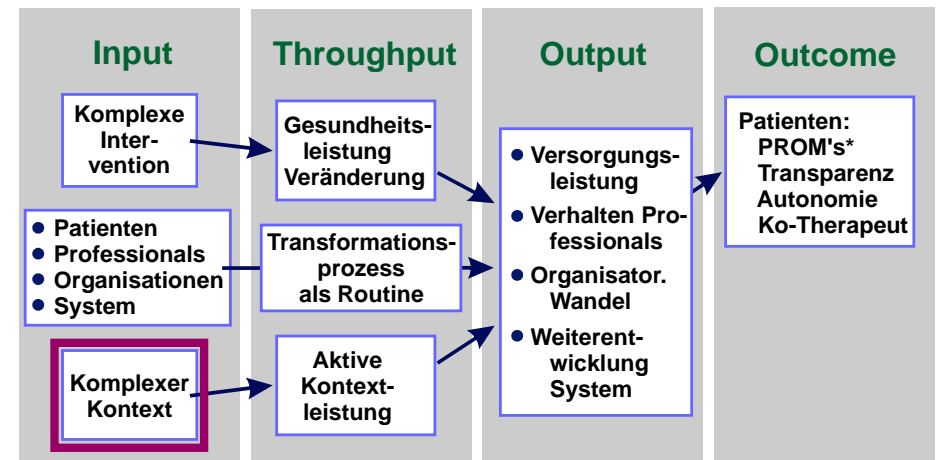 Input
Komplexe
Inter-
vention
• Patienten
• Professionals
• Organisationen
• System
Komplexer
Kontext
Throughput
Gesundheits-
leistung
Veränderung
Transformations-
prozess
als Routine
Aktive
Kontext-
leistung
Output
• Versorgungs-
leistung
• Verhalten Pro-
fessionals
• Organisator.
Wandel
• Weiterent-
wicklung
System
Outcome
Patienten:
PROM's*
Transparenz
Autonomie
Ko-Therapeut